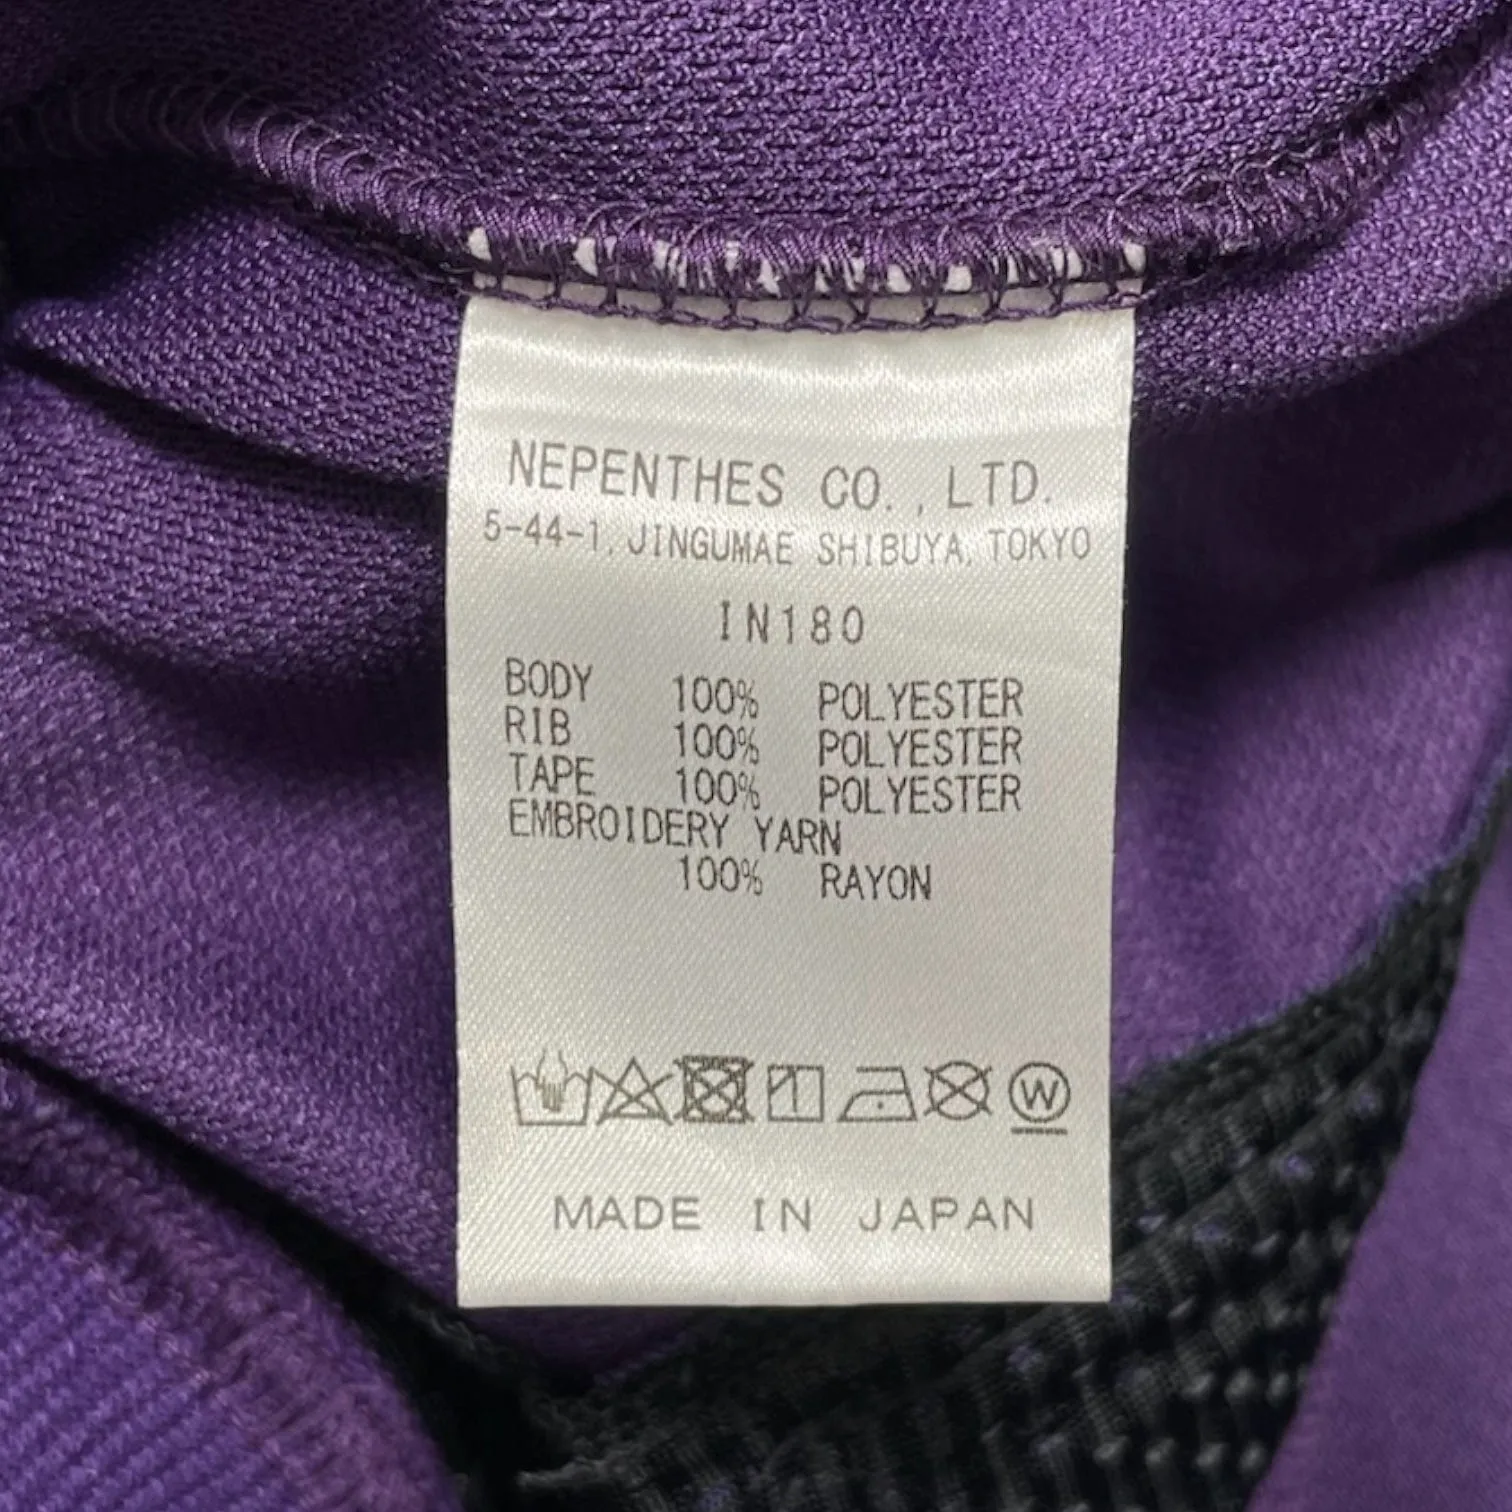 NEPENTHES CO., LTD.
5-44-1, JINGUMAE SHIBUYA, TOKYO
IN180
BODY 100% POLYESTER
RIB 100% POLYESTER
TAPE 100% POLYESTER
EMBROIDERY YARN
100% RAYON
W
MADE IN JAPAN